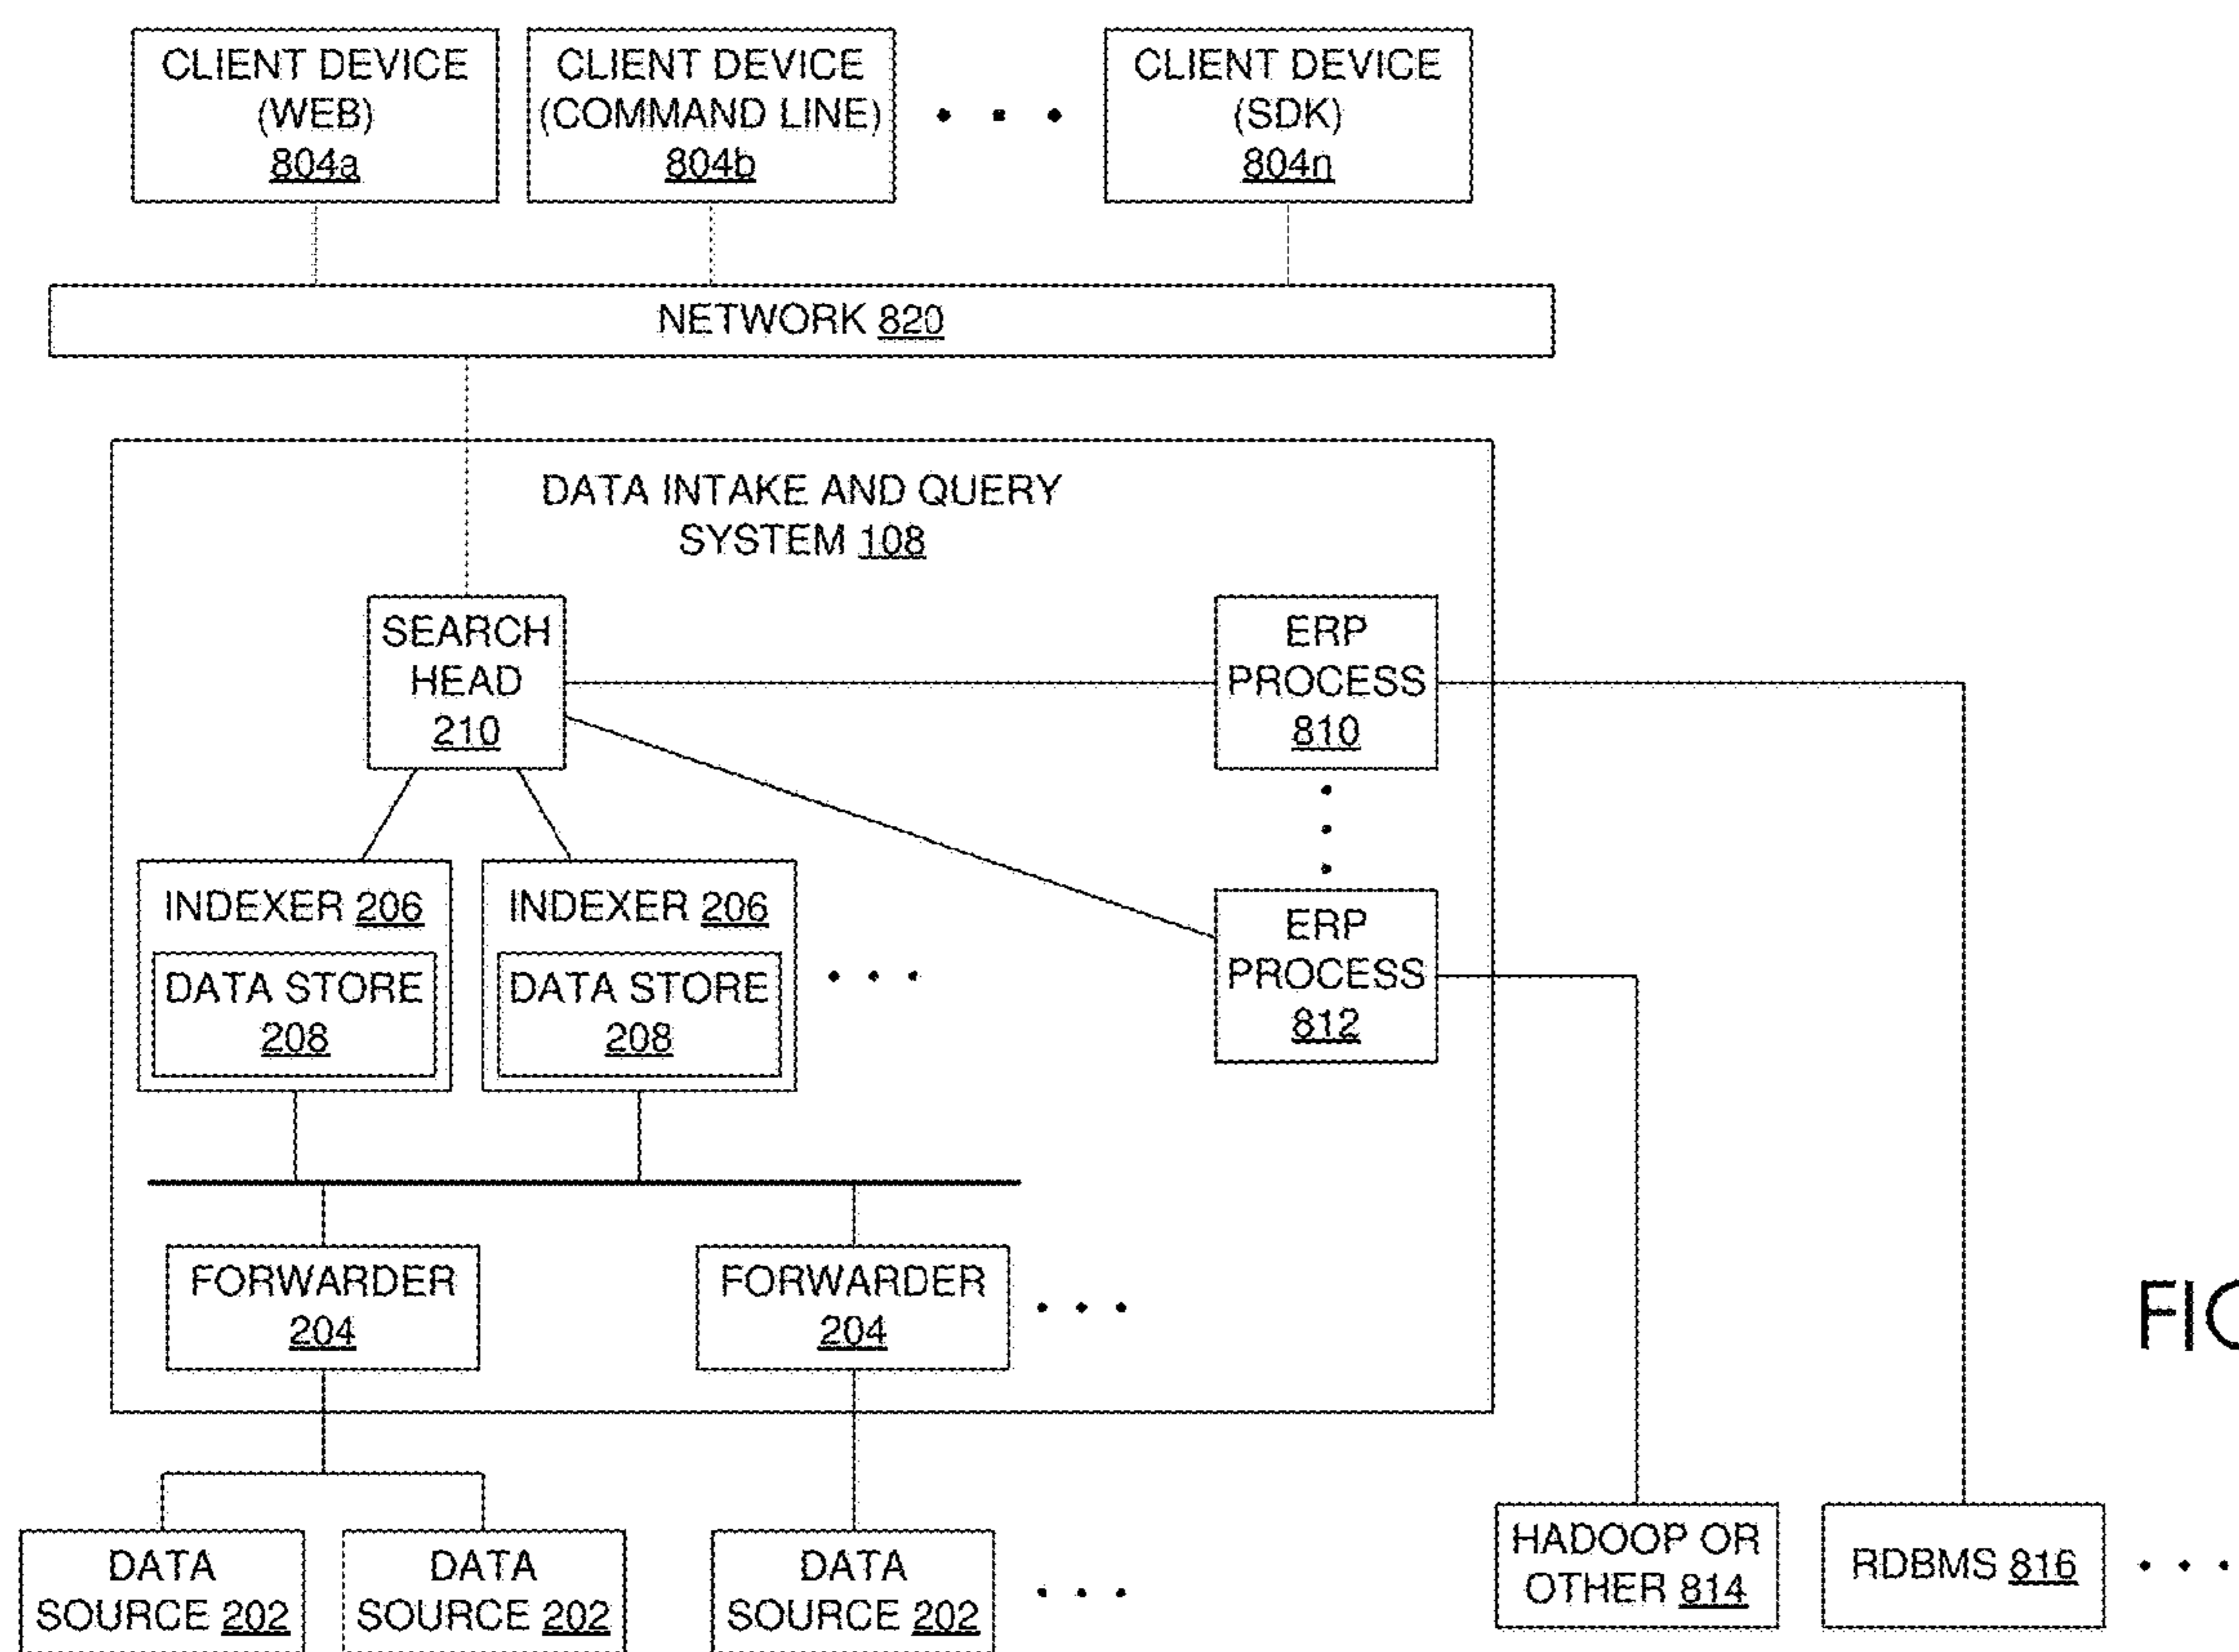 CLIENT DEVICE
(WEB)
804a
CLIENT DEVICE
(COMMAND LINE)
804b
CLIENT DEVICE
(SDK)
804n
NETWORK 820
DATA INTAKE AND QUERY
SYSTEM 108
SEARCH
HEAD
210
ERP
PROCESS
810
INDEXER 206
DATA STORE
208
INDEXER 206
DATA STORE
208
ERP
PROCESS
812
FORWARDER
204
FORWARDER
204
FIG
DATA
SOURCE 202
DATA
SOURCE 202
DATA
SOURCE 202
HADOOP OR
OTHER 814
RDBMS 816